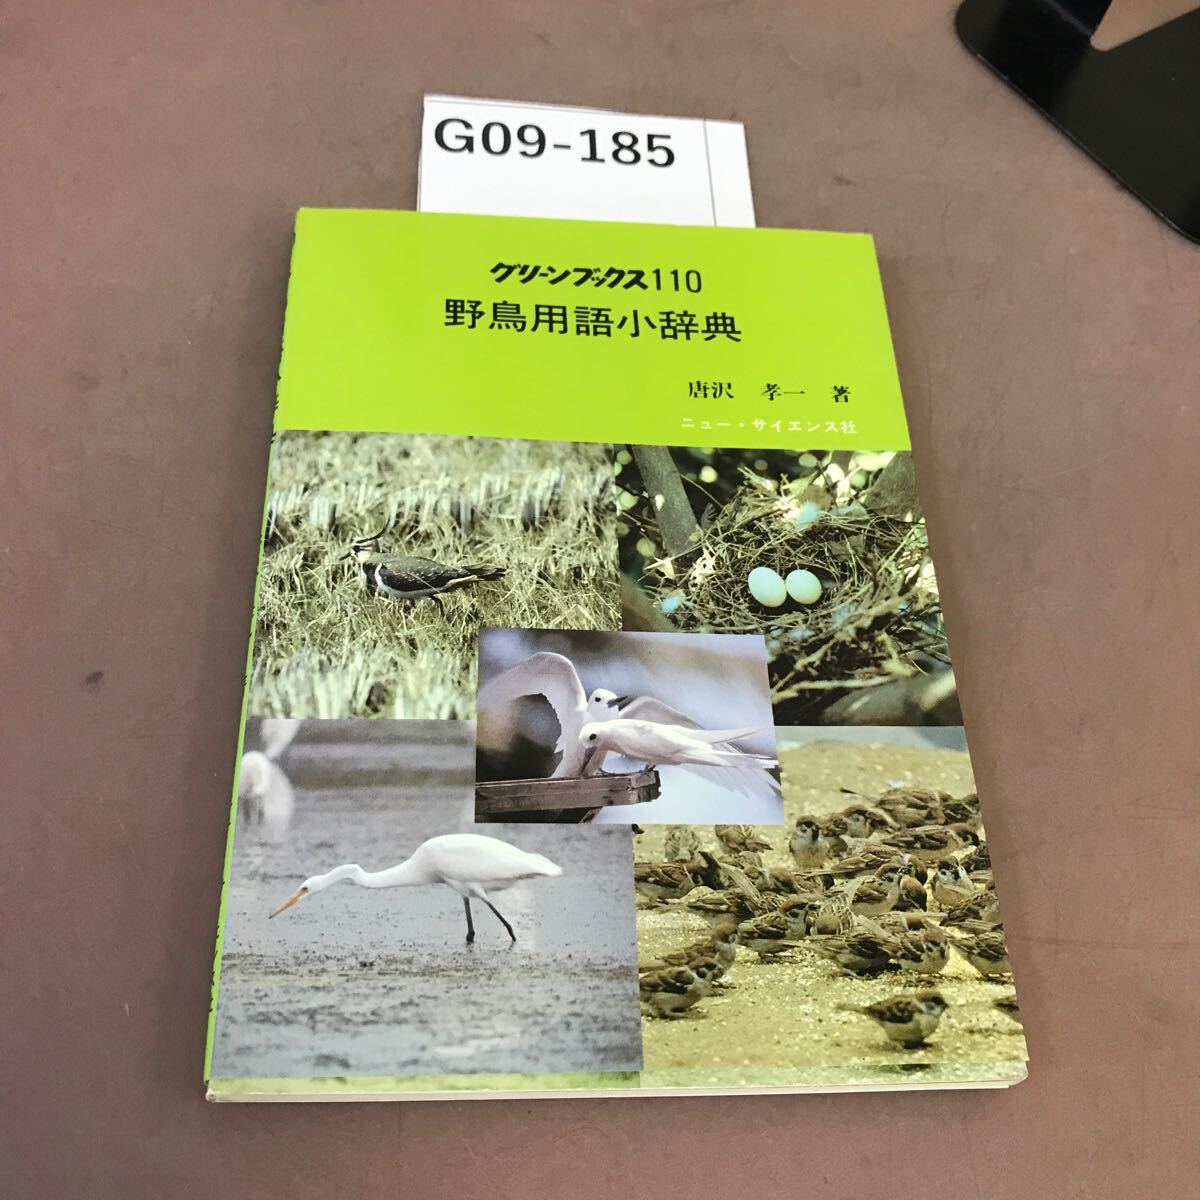 G09-185
グリーンブックス110
野鳥用語小辞典
唐沢 孝一 著
ニュー・サイエンス社